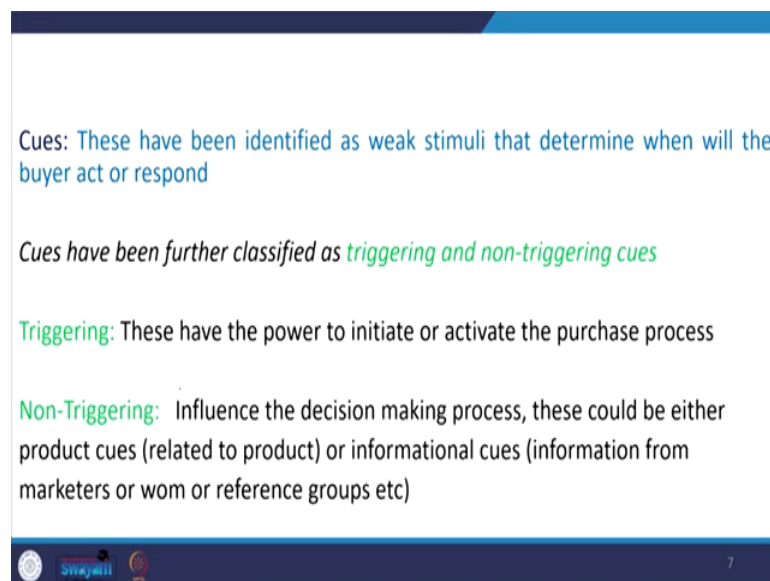 Cues: These have been identified as weak stimuli that determine when will the
buyer act or respond
Cues have been further classified as triggering and non-triggering cues
Triggering: These have the power to initiate or activate the purchase process
Non-Triggering: Influence the decision making process, these could be either
product cues (related to product) or informational cues (information from
marketers or wom or reference groups etc)
swayam
7